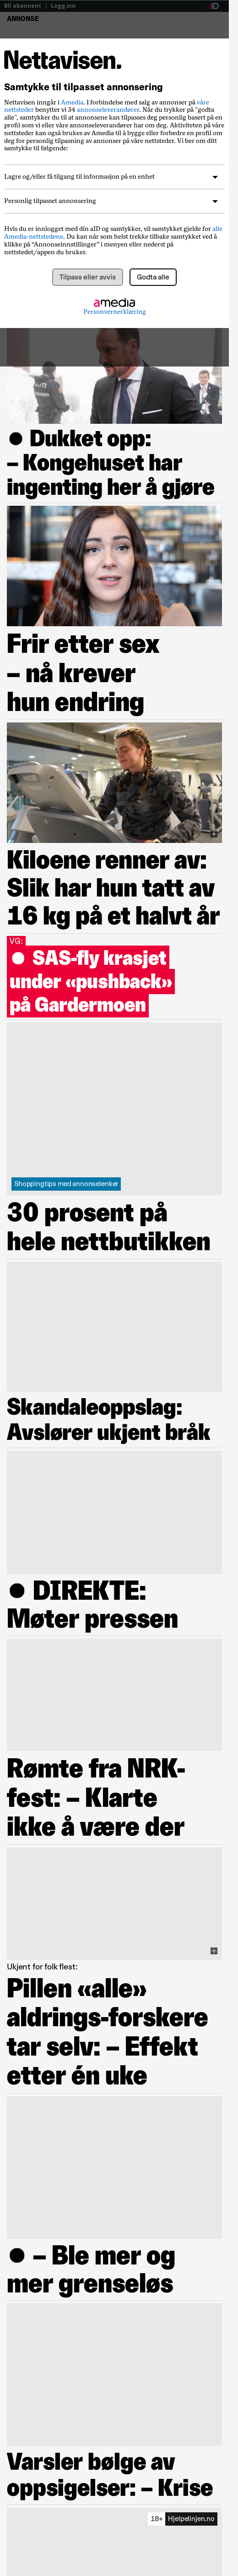 Bli abonnent | Logg inn
aID
ANNONSE
Nettavisen.
Samtykke til tilpasset annonsering
Nettavisen inngår i Amedia. I forbindelse med salg av annonser på våre
nettsteder benytter vi 34 annonseleverandører. Når du trykker på "godta
alle", samtykker du til at annonsene kan tilpasses deg personlig basert på en
profil om deg. Informasjon om din bruk av og dine besøk på tvers av våre
nettsteder kan også brukes av Amedia til å bygge eller forbedre en profil om
deg for personlig tilpasning av annonser på våre nettsteder. Vi ber om ditt
samtykke til følgende:
Lagre og/eller få tilgang til informasjon på en enhet
Personlig tilpasset annonsering
Hvis du er innlogget med din aID og samtykker, vil samtykket gjelde for alle
Amedia-nettstedene. Du kan når som helst trekke tilbake samtykket ved å
klikke på “Annonseinnstillinger” i menyen eller nederst på
nettstedet/appen du bruker.
Tilpass eller avvis
Godta alle
amedia
Personvernerklæring
● Dukket opp:
– Kongehuset har
ingenting her å gjøre
Frir etter sex
– nå krever
hun endring
Kiloene renner av:
Slik har hun tatt av
16 kg på et halvt år
VG:
● SAS-fly krasjet
under «pushback»
på Gardermoen
Shoppingtips med annonselenker
30 prosent på
hele nettbutikken
Skandaleoppslag:
Avslører ukjent bråk
● DIREKTE:
Møter pressen
Rømte fra NRK-
fest: – Klarte
ikke å være der
Ukjent for folk flest:
Pillen «alle»
aldrings-forskere
tar selv: – Effekt
etter én uke
● – Ble mer og
mer grenseløs
Varsler bølge av
oppsigelser: – Krise
18+ Hjelpelinjen.no